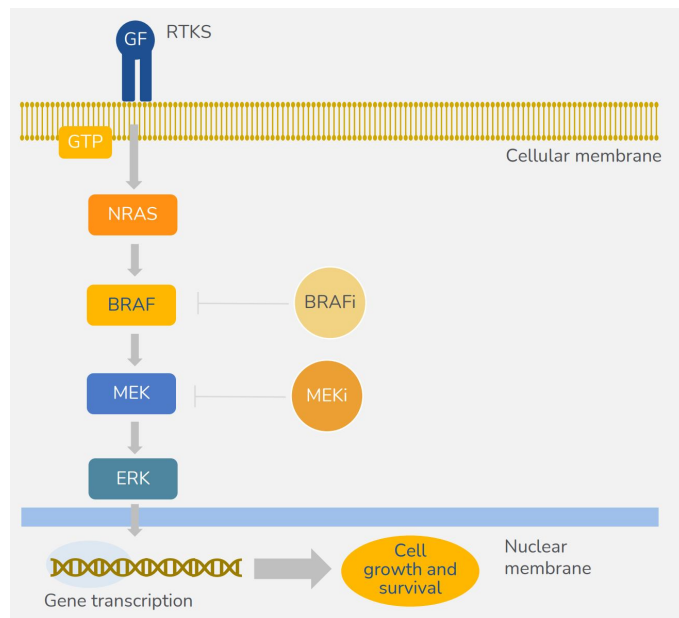 GF
RTKS
GTP
Cellular membrane
NRAS
BRAF
BRAFi
MEK
MEKi
ERK
Nuclear
membrane
Cell
growth and
survival
Gene transcription